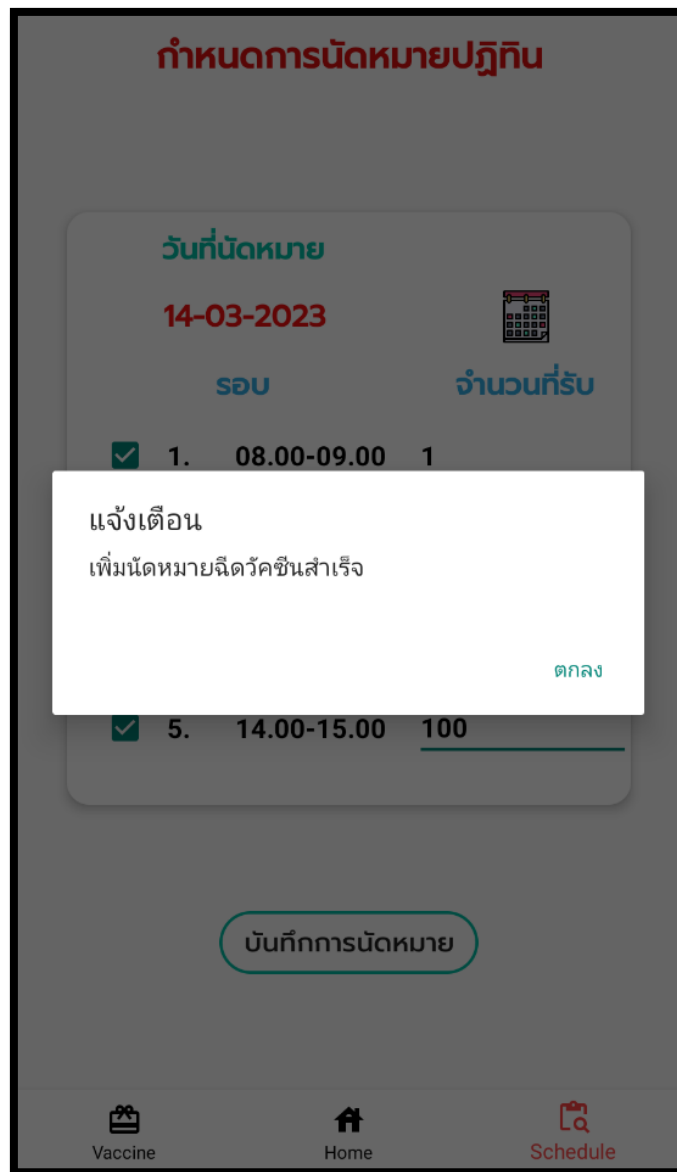 กำหนดการนัดหมายปฏิทิน
วันที่นัดหมาย
14-03-2023
รอบ จำนวนที่รับ
1. 08.00-09.00 1
แจ้งเตือน
เพิ่มนัดหมายฉีดวัคซีนสำเร็จ
ตกลง
5. 14.00-15.00 100
บันทึกการนัดหมาย
Vaccine Home Schedule